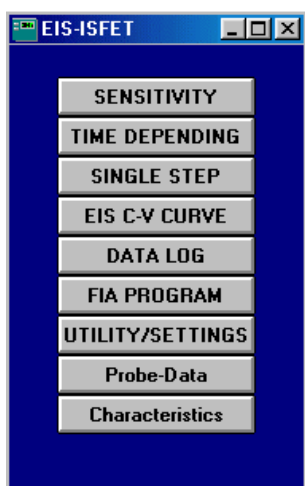 EIS-ISFET
SENSITIVITY
TIME DEPENDING
SINGLE STEP
EIS C-V CURVE
DATA LOG
FIA PROGRAM
UTILITY/SETTINGS
Probe-Data
Characteristics